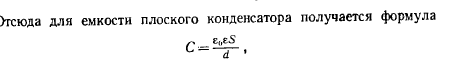 Отсюда для емкости плоского конденсатора получается формула
C = ε₀εS / d ,